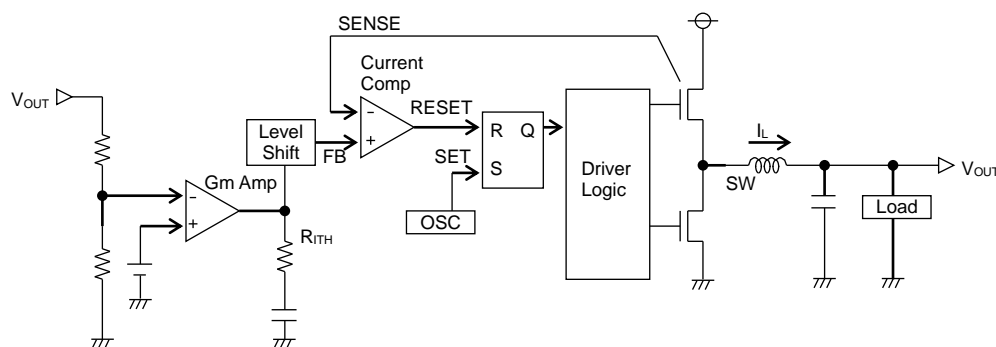 SENSE
Current
Comp
VOUT
-
+
RESET
Level
Shift
FB
R Q
S
SET
OSC
Driver
Logic
IL
SW
VOUT
Load
Gm Amp
-
+
RITH